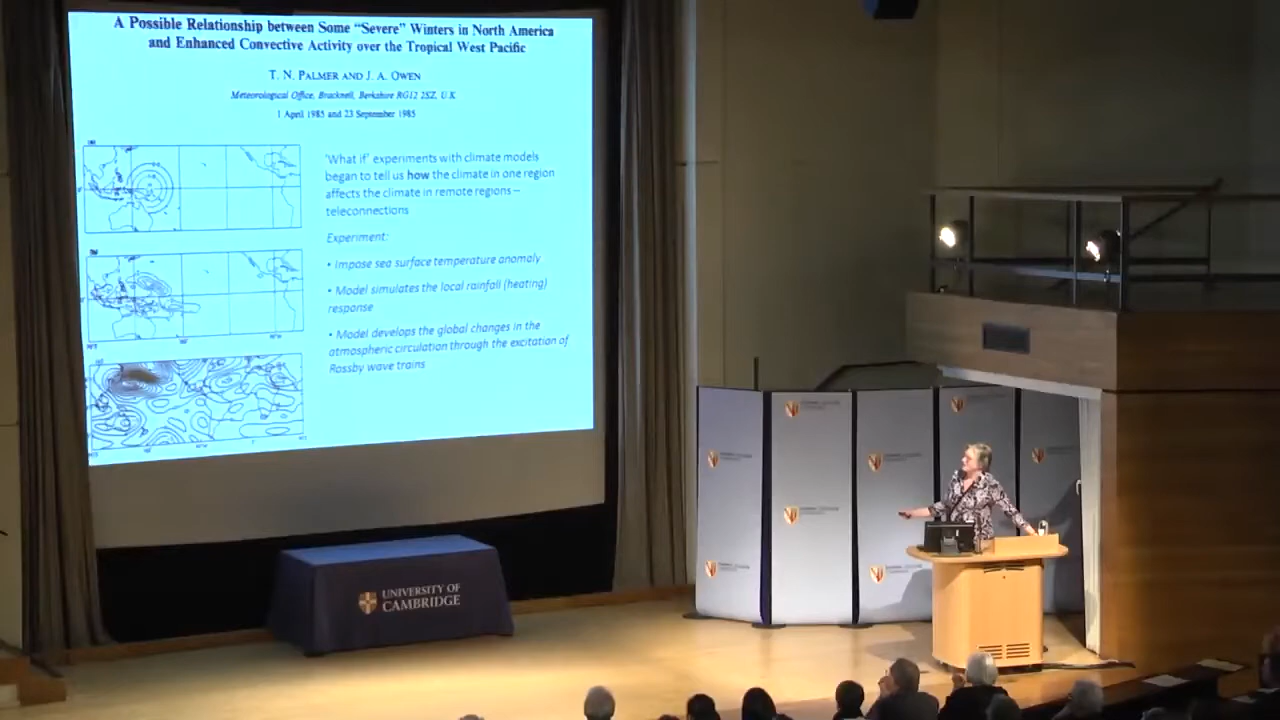 A Possible Relationship between Some “Severe” Winters in North America
and Enhanced Convective Activity over the Tropical West Pacific
T. N. PALMER AND J. A. OWEN
Meteorological Office, Bracknell, Berkshire RG12 2SZ, U.K
1 April 1985 and 23 September 1985
'What if' experiments with climate models
began to tell us how the climate in one region
affects the climate in remote regions –
teleconnections
Experiment:
• Impose sea surface temperature anomaly
• Model simulates the local rainfall (heating)
response
• Model develops the global changes in the
atmospheric circulation through the excitation of
Rossby wave trains
UNIVERSITY OF
CAMBRIDGE